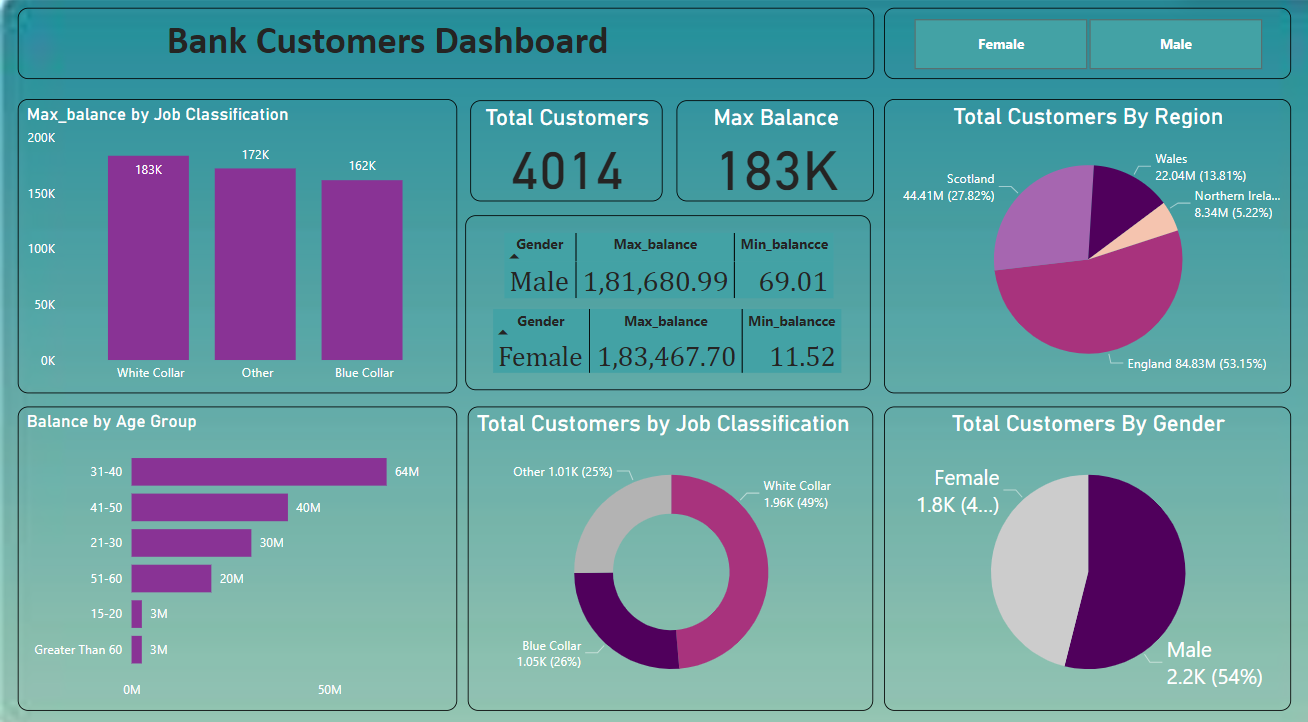 Bank Customers Dashboard
Female
Male
Max_balance by Job Classification
200K
150K
100K
50K
0K
183K
172K
162K
White Collar
Other
Blue Collar
Total Customers
4014
Max Balance
183K
Gender Max_balance Min_balancce
Male 1,81,680.99 69.01
Gender Max_balance Min_balancce
Female 1,83,467.70 11.52
Total Customers By Region
Wales
22.04M (13.81%)
Northern Irela...
8.34M (5.22%)
Scotland
44.41M (27.82%)
England 84.83M (53.15%)
Balance by Age Group
31-40 64M
41-50 40M
21-30 30M
51-60 20M
15-20 3M
Greater Than 60 3M
0M 50M
Total Customers by Job Classification
Other 1.01K (25%)
White Collar
1.96K (49%)
Blue Collar
1.05K (26%)
Total Customers By Gender
Female
1.8K (4...)
Male
2.2K (54%)